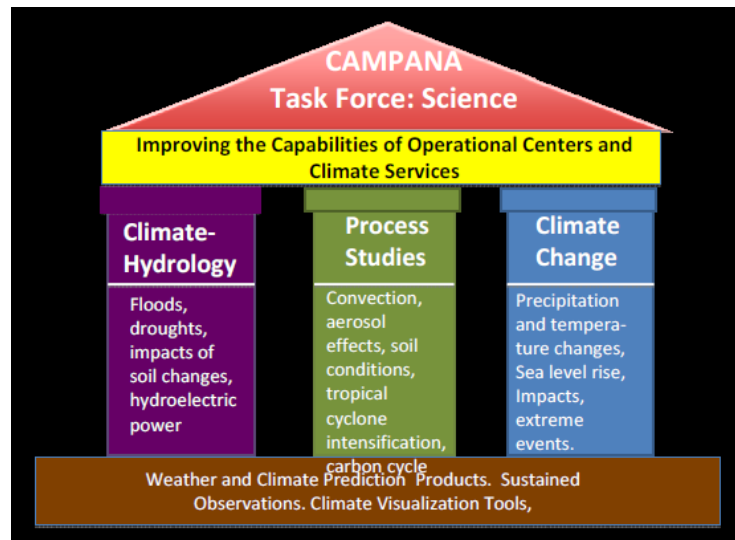 CAMPANA
Task Force: Science
Improving the Capabilities of Operational Centers and
Climate Services
Climate-
Hydrology
Floods,
droughts,
impacts of
soil changes,
hydroelectric
power
Process
Studies
Convection,
aerosol
effects, soil
conditions,
tropical
cyclone
intensification,
carbon cycle
Climate
Change
Precipitation
and tempera-
ture changes,
Sea level rise,
Impacts,
extreme
events.
Weather and Climate Prediction Products. Sustained
Observations. Climate Visualization Tools,